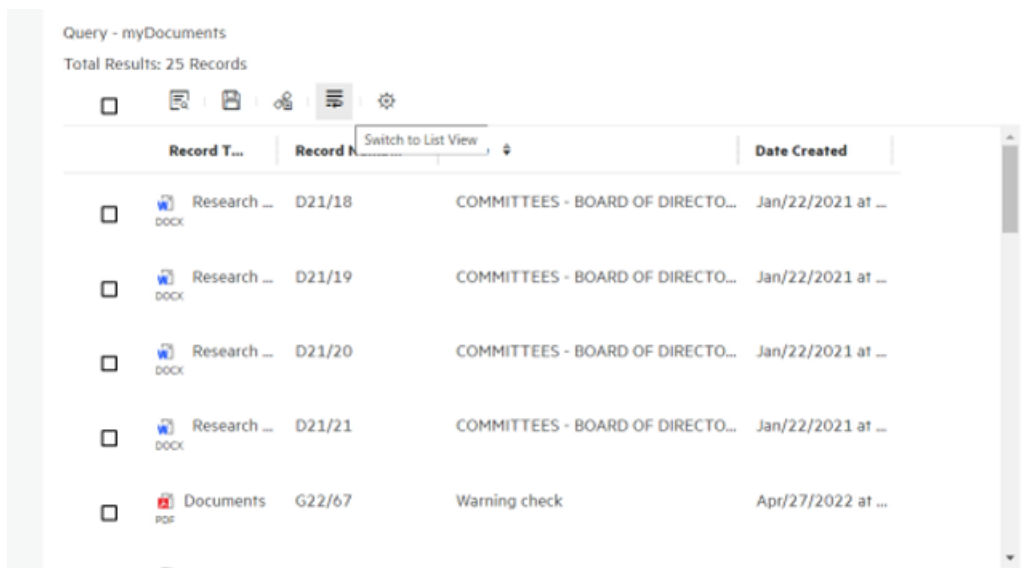 Query - myDocuments
Total Results: 25 Records
Switch to List View
Record T... Record Date Created
DOCX Research ... D21/18 COMMITTEES - BOARD OF DIRECTO... Jan/22/2021 at ...
DOCX Research ... D21/19 COMMITTEES - BOARD OF DIRECTO... Jan/22/2021 at ...
DOCX Research ... D21/20 COMMITTEES - BOARD OF DIRECTO... Jan/22/2021 at ...
DOCX Research ... D21/21 COMMITTEES - BOARD OF DIRECTO... Jan/22/2021 at ...
PDF Documents G22/67 Warning check Apr/27/2022 at ...